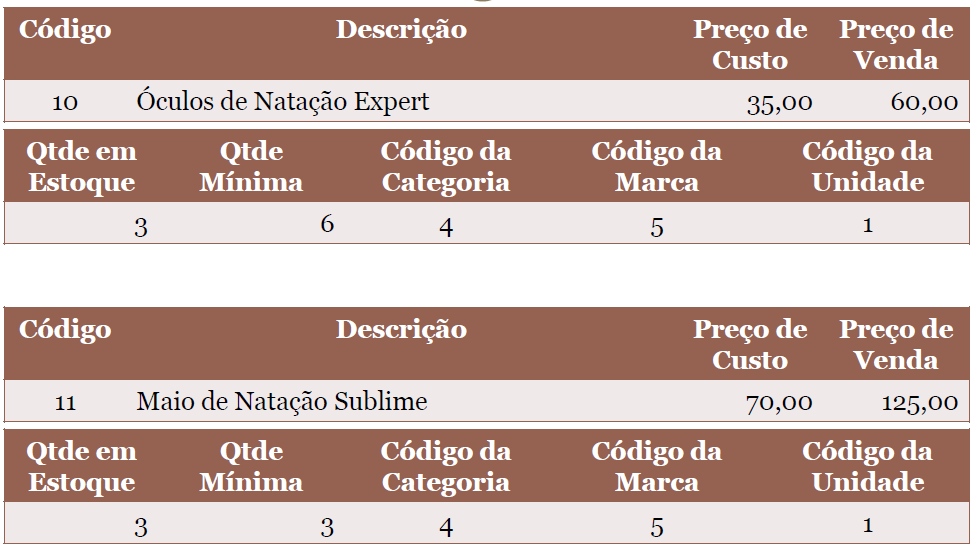 Código Descrição Preço de Custo Preço de Venda
10 Óculos de Natação Expert 35,00 60,00
Qtde em Estoque Qtde Mínima Código da Categoria Código da Marca Código da Unidade
3 6 4 5 1
Código Descrição Preço de Custo Preço de Venda
11 Maio de Natação Sublime 70,00 125,00
Qtde em Estoque Qtde Mínima Código da Categoria Código da Marca Código da Unidade
3 3 4 5 1